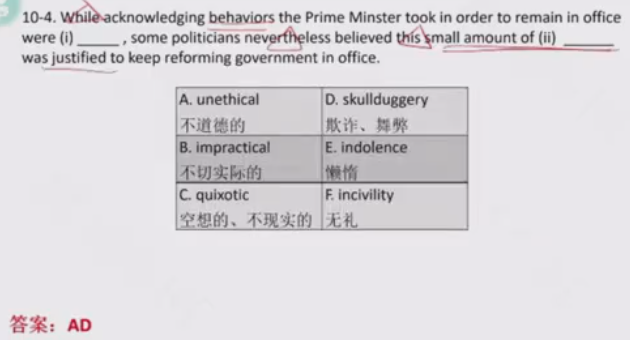 10-4. While acknowledging behaviors the Prime Minster took in order to remain in office
were (i) _____ , some politicians nevertheless believed this small amount of (ii) _______
was justified to keep reforming government in office.
A. unethical D. skullduggery
不道德的 欺诈、舞弊
B. impractical E. indolence
不切实际的 懒惰
C. quixotic F. incivility
空想的、不现实的 无礼
答案：AD